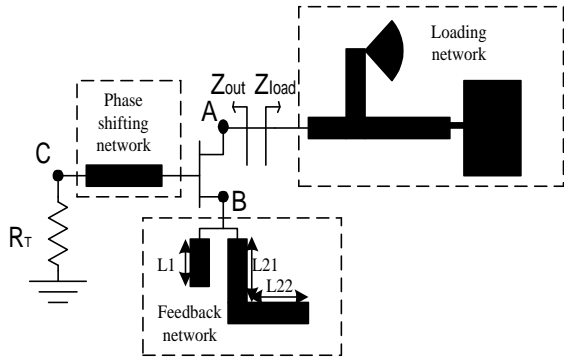 Loading
network
Zout
Zload
Phase
shifting
network
A
C
B
RT
L1
L21
L22
Feedback
network